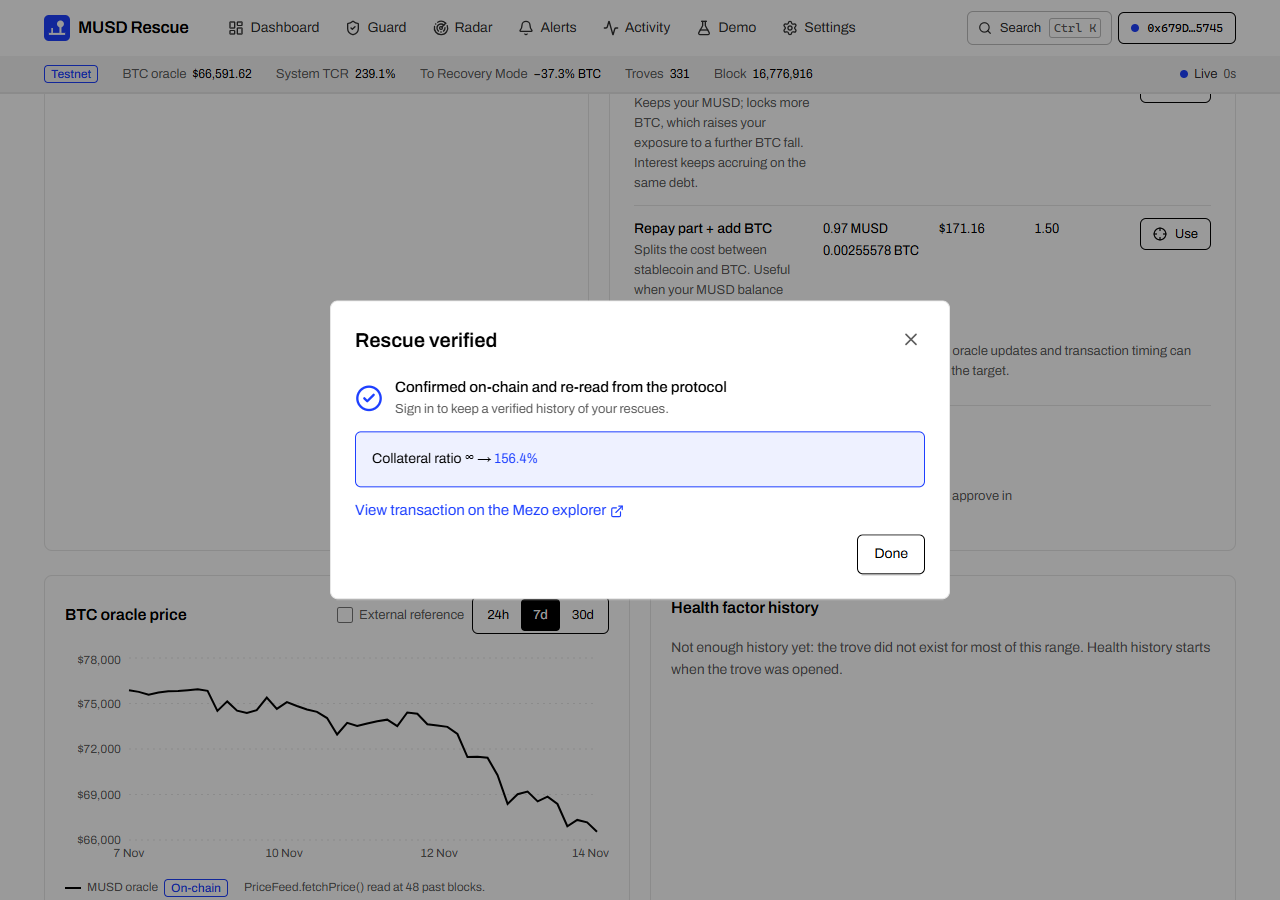 MUSD Rescue Dashboard Guard Radar Alerts Activity Demo Settings Search Ctrl K 0x679D…5745
Testnet BTC oracle $66,591.62 System TCR 239.1% To Recovery Mode −37.3% BTC Troves 331 Block 16,776,916 Live 0s
Keeps your MUSD; locks more
BTC, which raises your
exposure to a further BTC fall.
Interest keeps accruing on the
same debt.
Repay part + add BTC 0.97 MUSD $171.16 1.50 Use
0.00255578 BTC
Splits the cost between
stablecoin and BTC. Useful
when your MUSD balance
oracle updates and transaction timing can
the target.
approve in
Rescue verified
Confirmed on-chain and re-read from the protocol
Sign in to keep a verified history of your rescues.
Collateral ratio ∞ → 156.4%
View transaction on the Mezo explorer
Done
BTC oracle price External reference 24h 7d 30d
$78,000
$75,000
$72,000
$69,000
$66,000
7 Nov 10 Nov 12 Nov 14 Nov
MUSD oracle On-chain PriceFeed.fetchPrice() read at 48 past blocks.
Health factor history
Not enough history yet: the trove did not exist for most of this range. Health history starts
when the trove was opened.